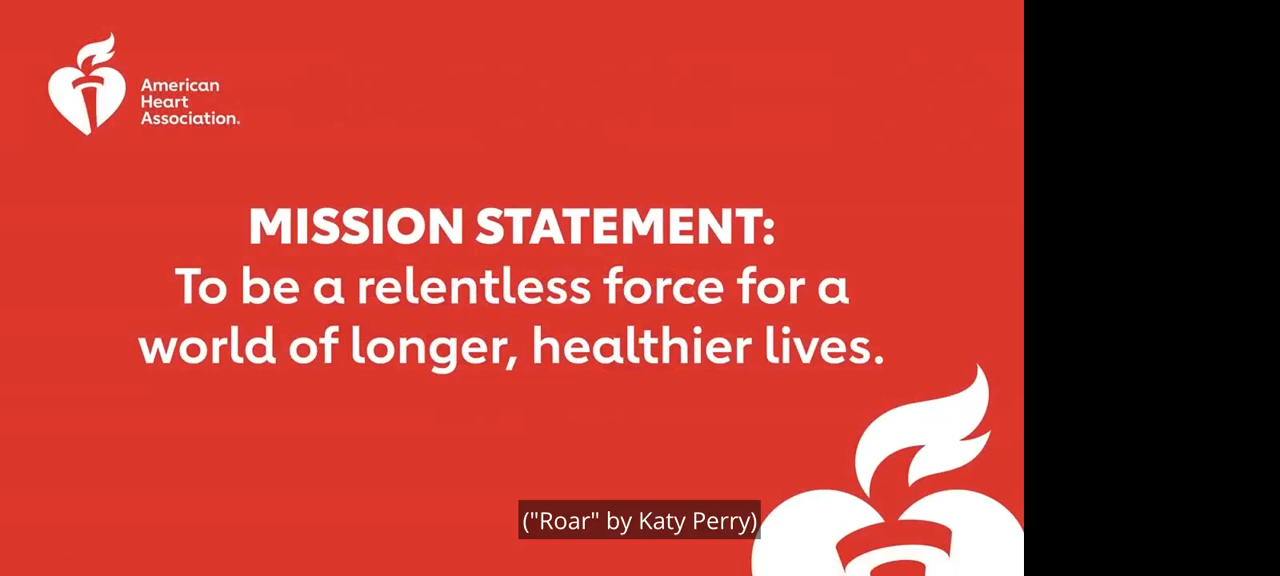 American
Heart
Association.
MISSION STATEMENT:
To be a relentless force for a
world of longer, healthier lives.
("Roar" by Katy Perry)